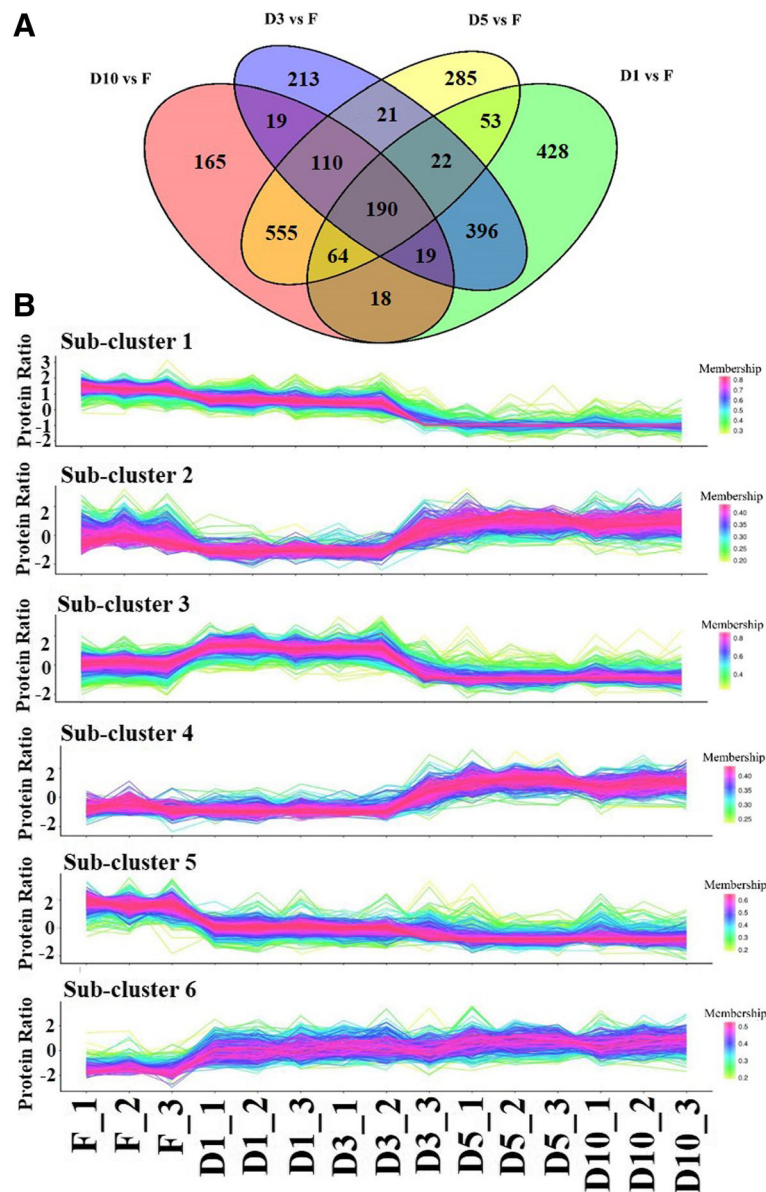 A
D3 vs F
D5 vs F
D10 vs F
D1 vs F
213
285
19
21
53
165
110
22
428
190
555
396
64
19
18
B
Sub-cluster 1
Protein Ratio
3
2
1
0
-1
-2
Membership
0.8
0.7
0.6
0.5
0.4
0.3
Sub-cluster 2
Protein Ratio
2
0
-2
Membership
0.40
0.35
0.30
0.25
0.20
Sub-cluster 3
Protein Ratio
2
0
-2
Membership
0.8
0.6
0.4
Sub-cluster 4
Protein Ratio
2
0
-2
Membership
0.40
0.35
0.30
0.25
Sub-cluster 5
Protein Ratio
2
0
-2
Membership
0.6
0.5
0.4
0.3
0.2
Sub-cluster 6
Protein Ratio
2
0
-2
Membership
0.5
0.4
0.3
0.2
F_1
F_2
F_3
D1_1
D1_2
D1_3
D3_1
D3_2
D3_3
D5_1
D5_2
D5_3
D10_1
D10_2
D10_3